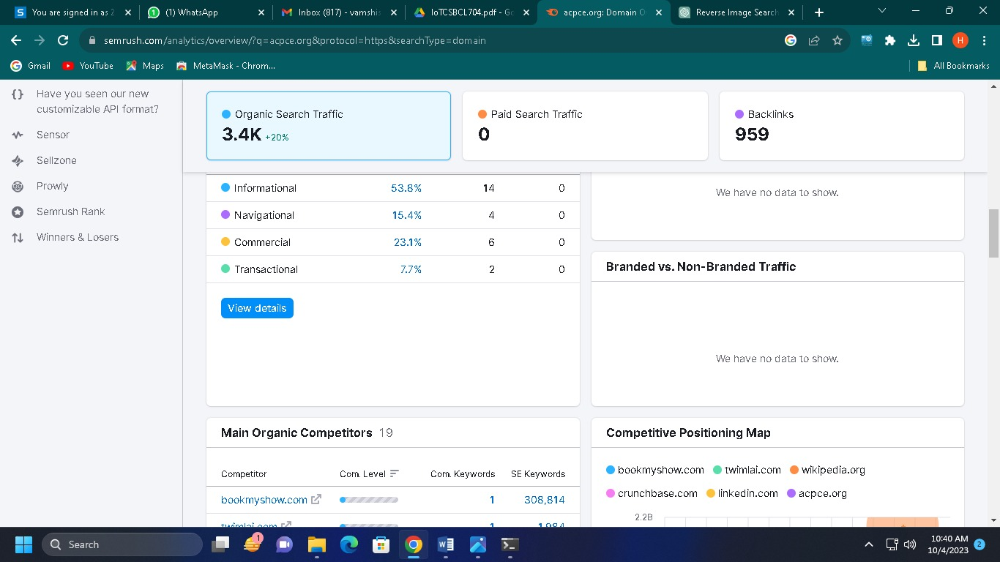 You are signed in as 2
(1) WhatsApp
Inbox (817) - vamshis
IoTCSBCL704.pdf - Go
acpce.org: Domain O
Reverse Image Search
semrush.com/analytics/overview/?q=acpce.org&protocol=https&searchType=domain
H
Gmail
YouTube
Maps
MetaMask - Chrom...
All Bookmarks
Have you seen our new
customizable API format?
Sensor
Sellzone
Prowly
Semrush Rank
Winners & Losers
Organic Search Traffic
3.4K +20%
Paid Search Traffic
0
Backlinks
959
Informational 53.8% 14 0
Navigational 15.4% 4 0
Commercial 23.1% 6 0
Transactional 7.7% 2 0
View details
We have no data to show.
Branded vs. Non-Branded Traffic
We have no data to show.
Main Organic Competitors 19
Competitor Com. Level Com. Keywords SE Keywords
bookmyshow.com 1 308,814
twimlai.com 1 1,984
Competitive Positioning Map
bookmyshow.com twimlai.com wikipedia.org
crunchbase.com linkedin.com acpce.org
2.2B
Search
1
10:40 AM
10/4/2023
2